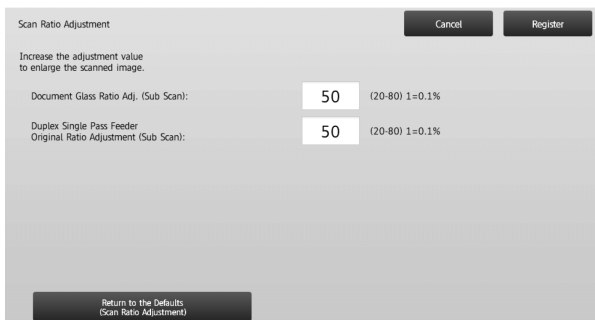 Scan Ratio Adjustment
Cancel
Register
Increase the adjustment value
to enlarge the scanned image.
Document Glass Ratio Adj. (Sub Scan):
50
(20-80) 1=0.1%
Duplex Single Pass Feeder
Original Ratio Adjustment (Sub Scan):
50
(20-80) 1=0.1%
Return to the Defaults
(Scan Ratio Adjustment)